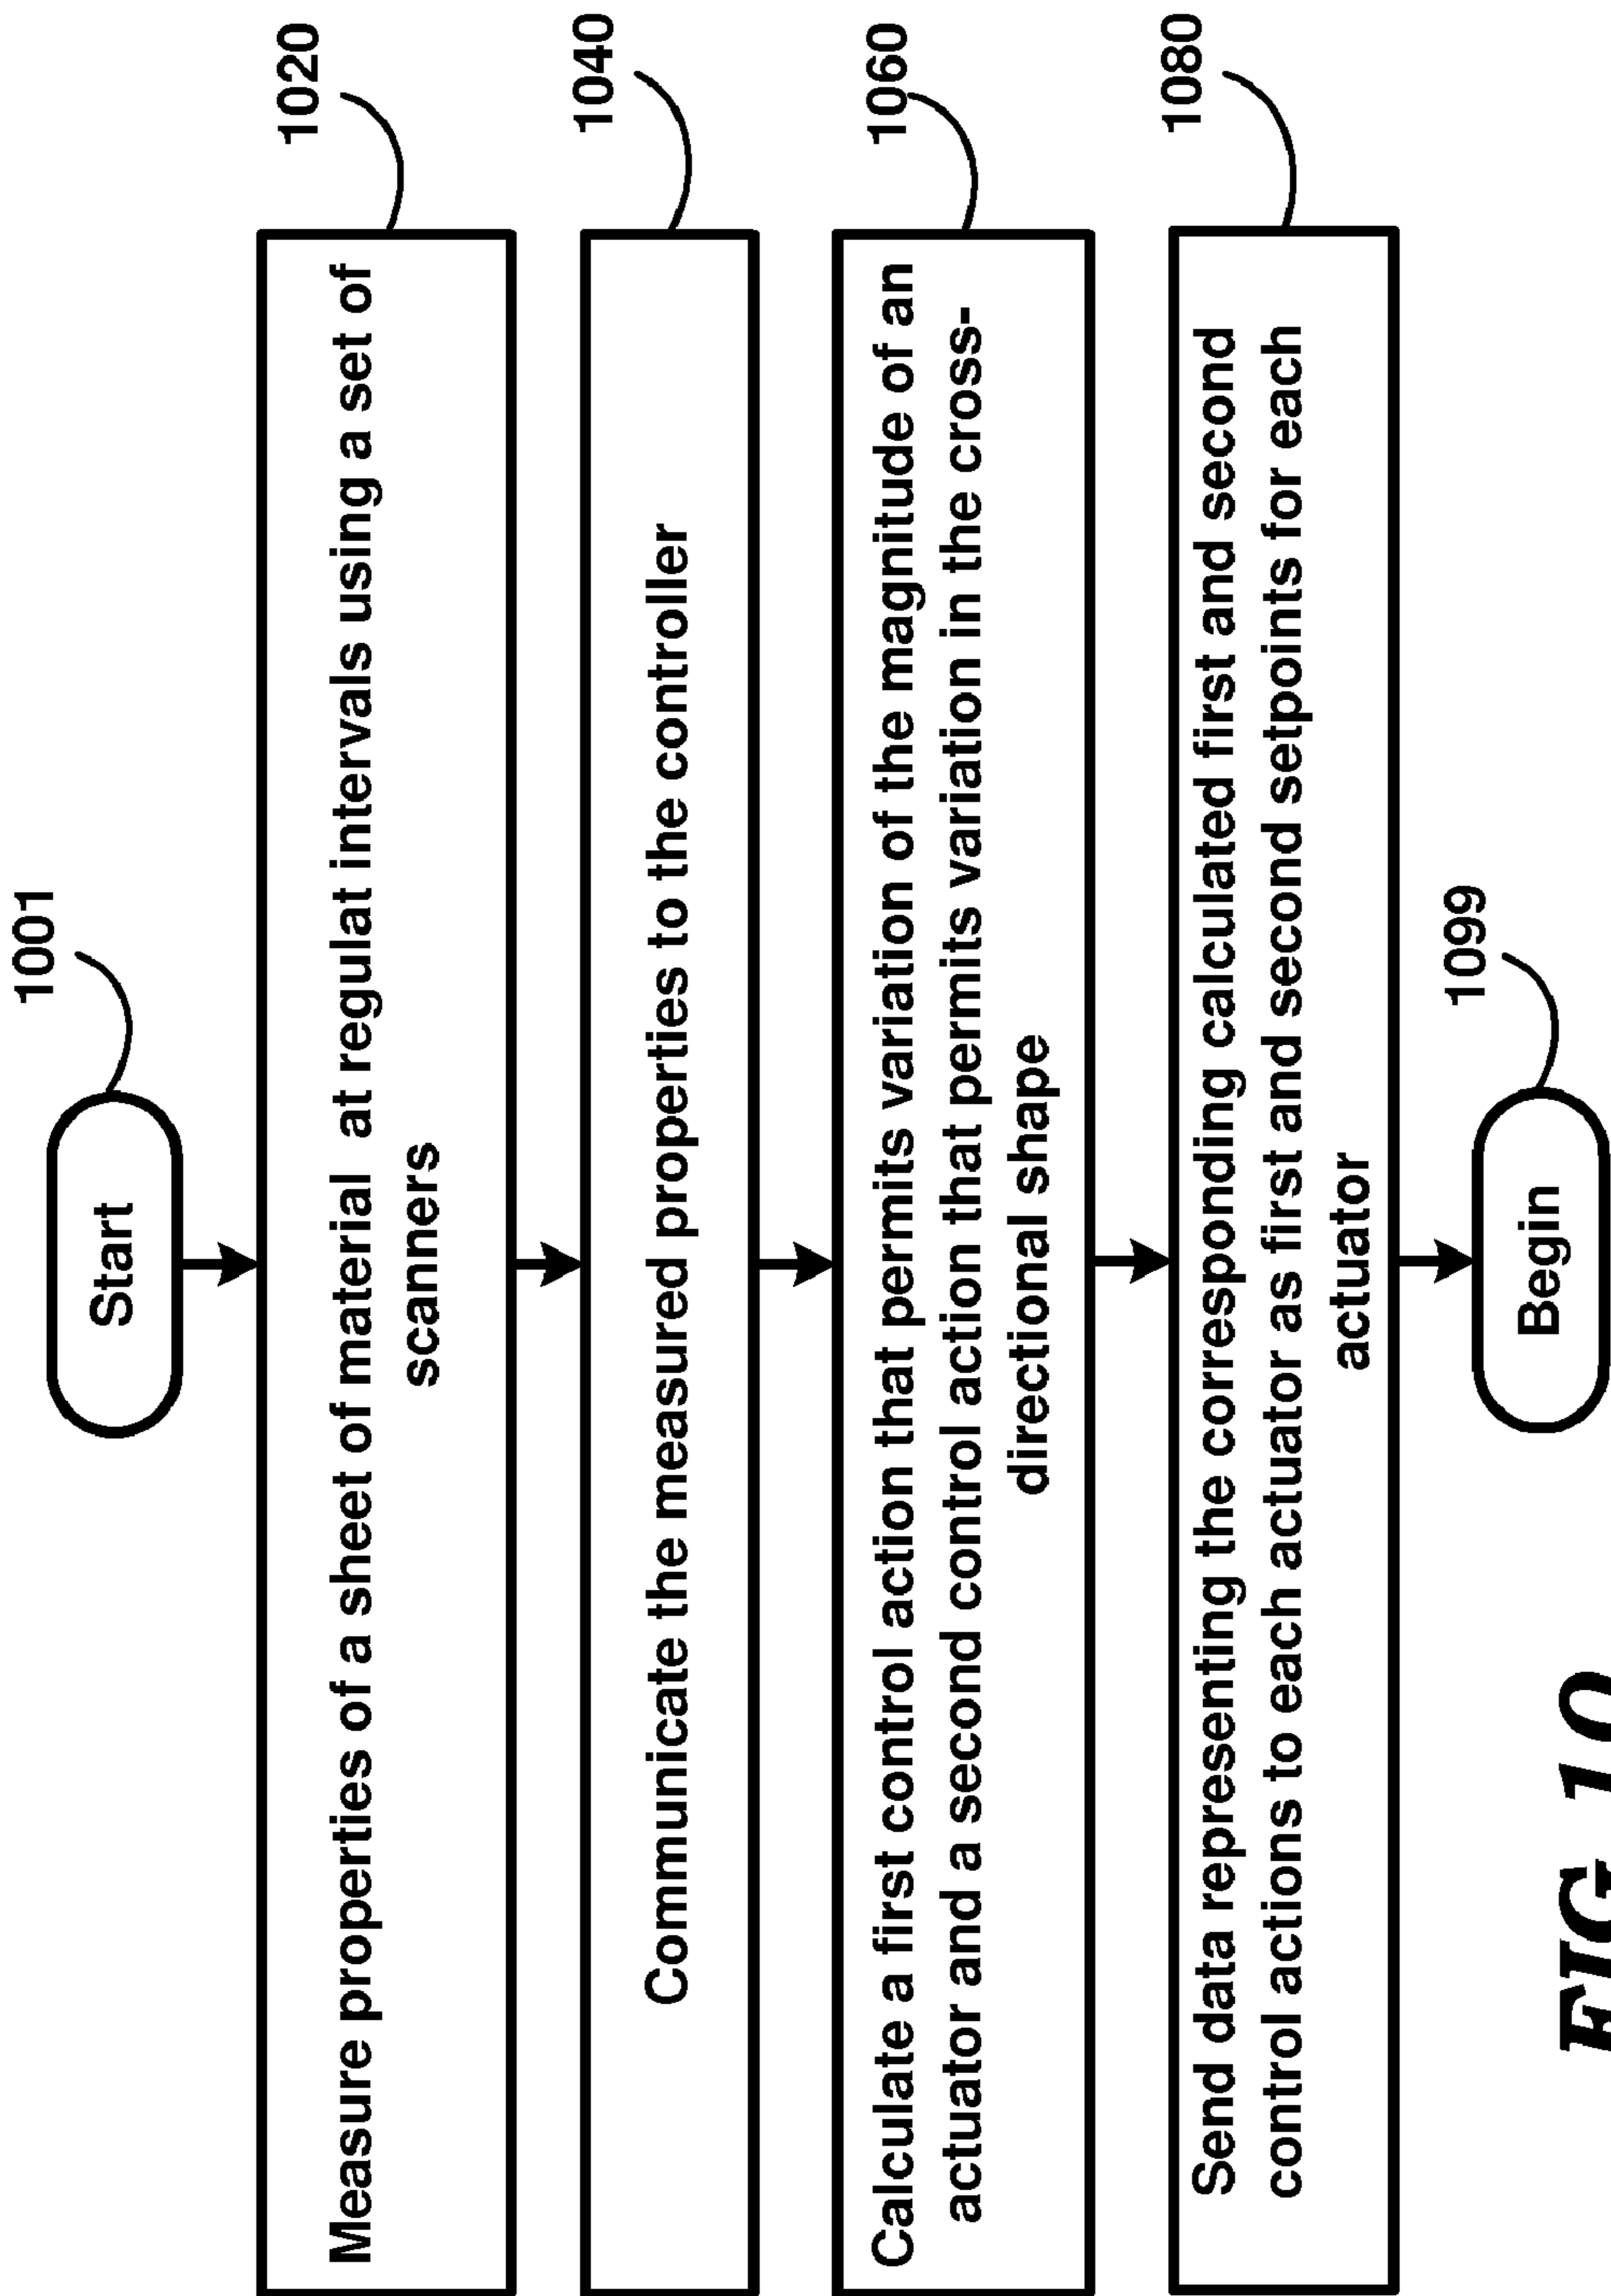 1001
Start
1020
Measure properties of a sheet of material at regulat intervals using a set of
scanners
1040
Communicate the measured properties to the controller
1060
Calculate a first control action that permits variation of the magnitude of an
actuator and a second control action that permits variation in the cross-
directional shape
1080
Send data representing the corresponding calculated first and second
control actions to each actuator as first and second setpoints for each
actuator
1099
Begin
FIG 10